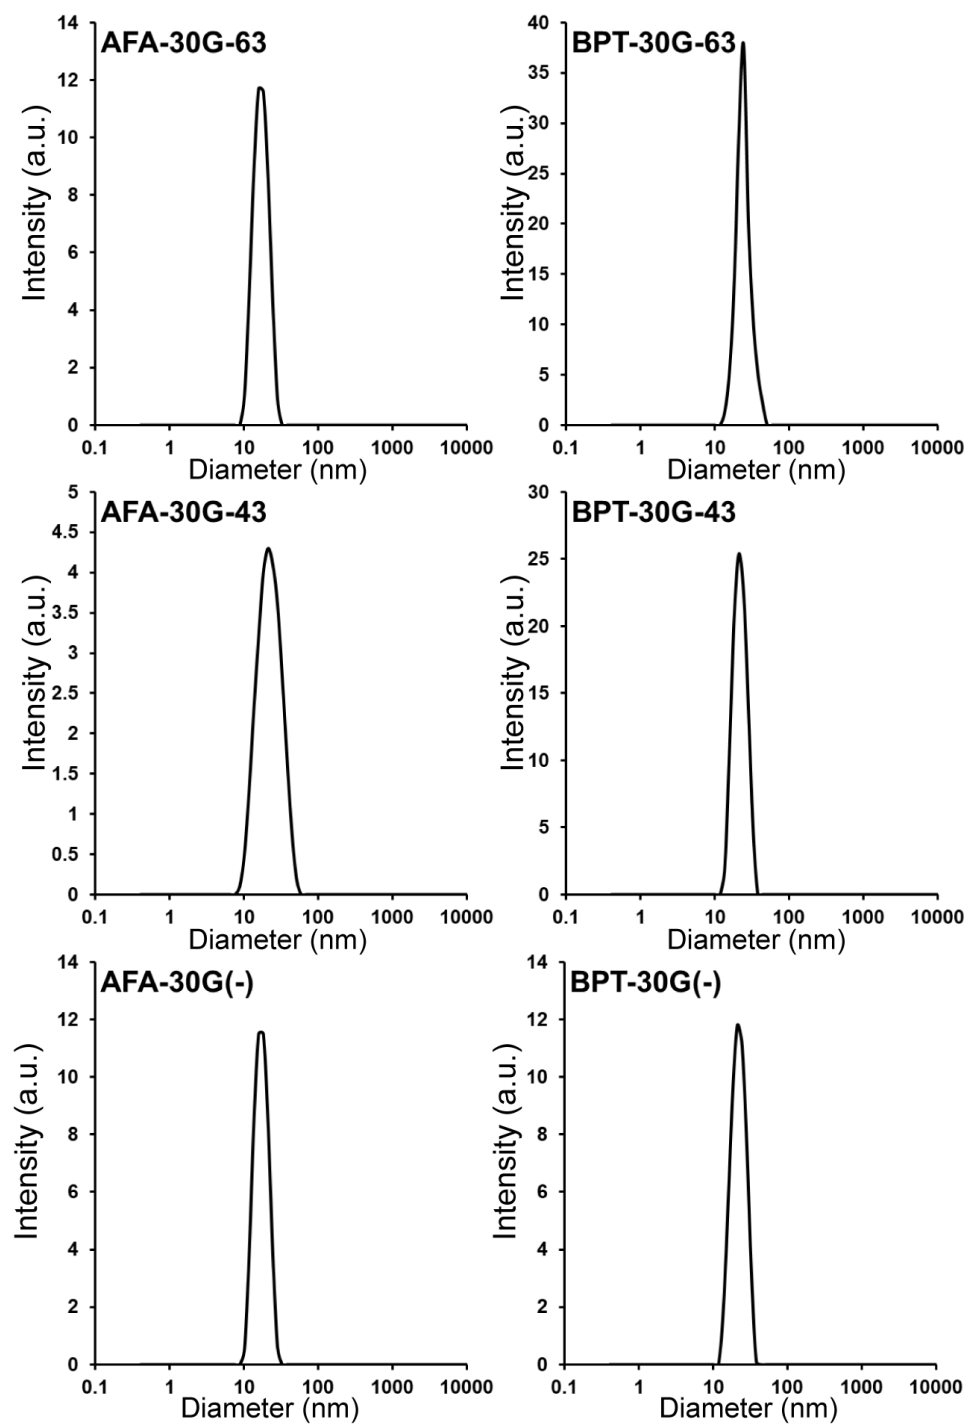 AFA-30G-63
Intensity (a.u.)
14
12
10
8
6
4
2
0
0.1 1 10 100 1000 10000
Diameter (nm)
BPT-30G-63
Intensity (a.u.)
40
35
30
25
20
15
10
5
0
0.1 1 10 100 1000 10000
Diameter (nm)
AFA-30G-43
Intensity (a.u.)
5
4.5
4
3.5
3
2.5
2
1.5
1
0.5
0
0.1 1 10 100 1000 10000
Diameter (nm)
BPT-30G-43
Intensity (a.u.)
30
25
20
15
10
5
0
0.1 1 10 100 1000 10000
Diameter (nm)
AFA-30G(-)
Intensity (a.u.)
14
12
10
8
6
4
2
0
0.1 1 10 100 1000 10000
Diameter (nm)
BPT-30G(-)
Intensity (a.u.)
14
12
10
8
6
4
2
0
0.1 1 10 100 1000 10000
Diameter (nm)